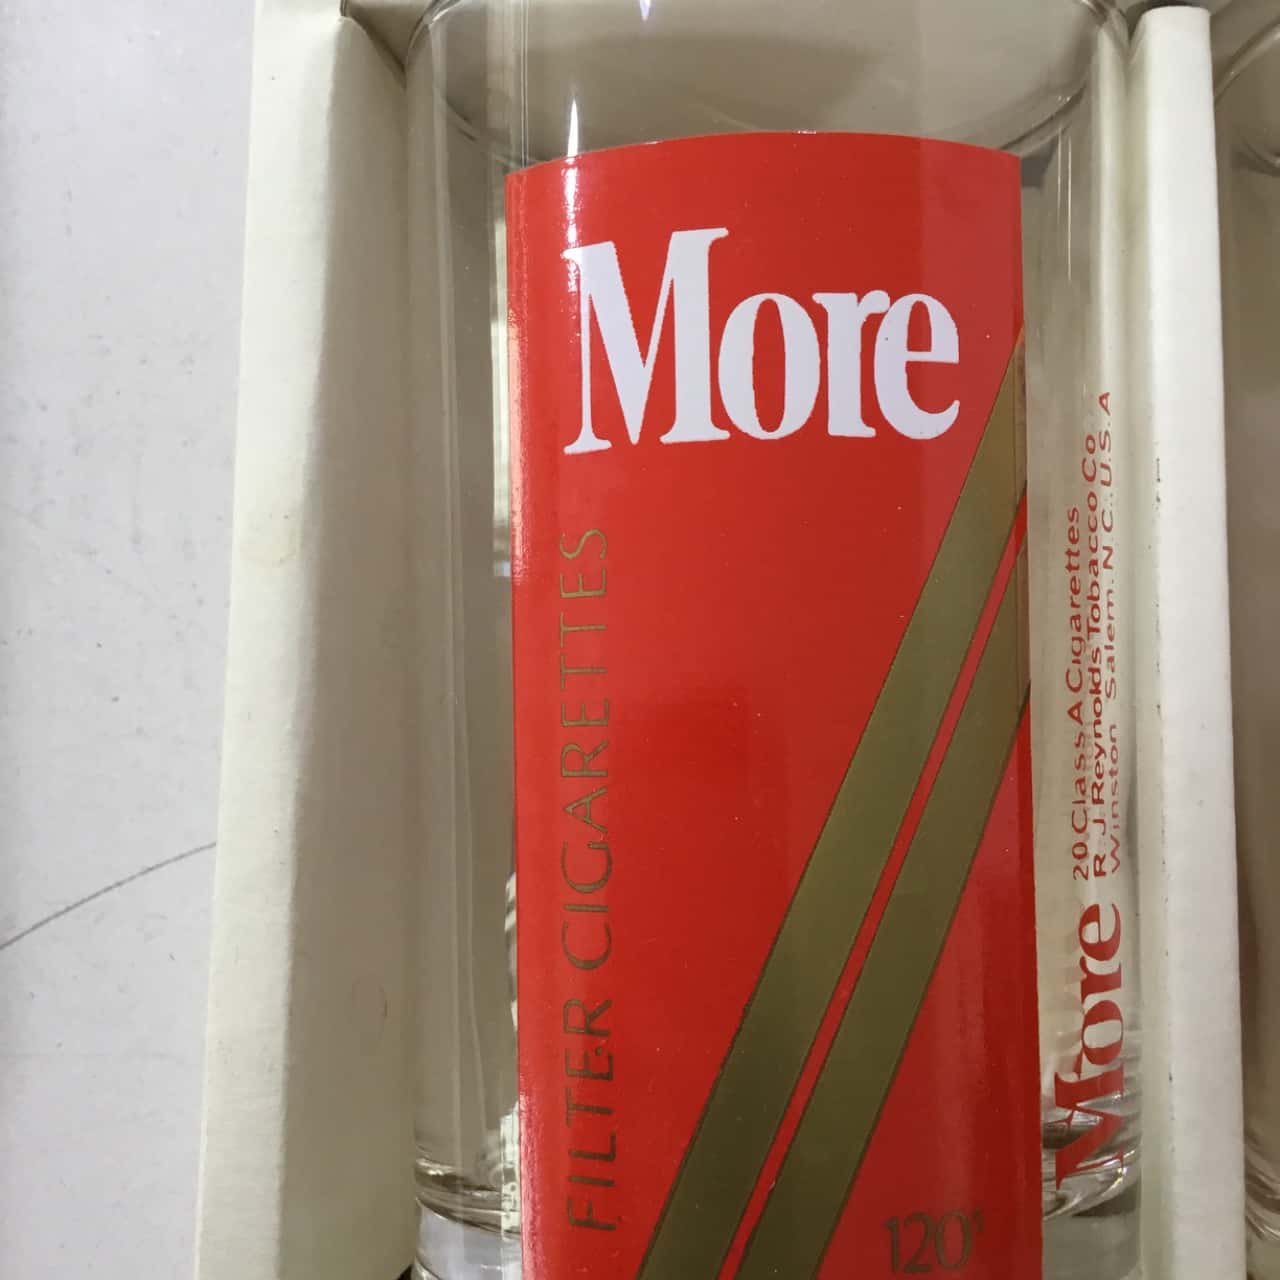 More
FILTER CIGARETTES
120's
More
20 Class A Cigarettes
R. J. Reynolds Tobacco Co.
Winston Salem. N.C. U.S.A